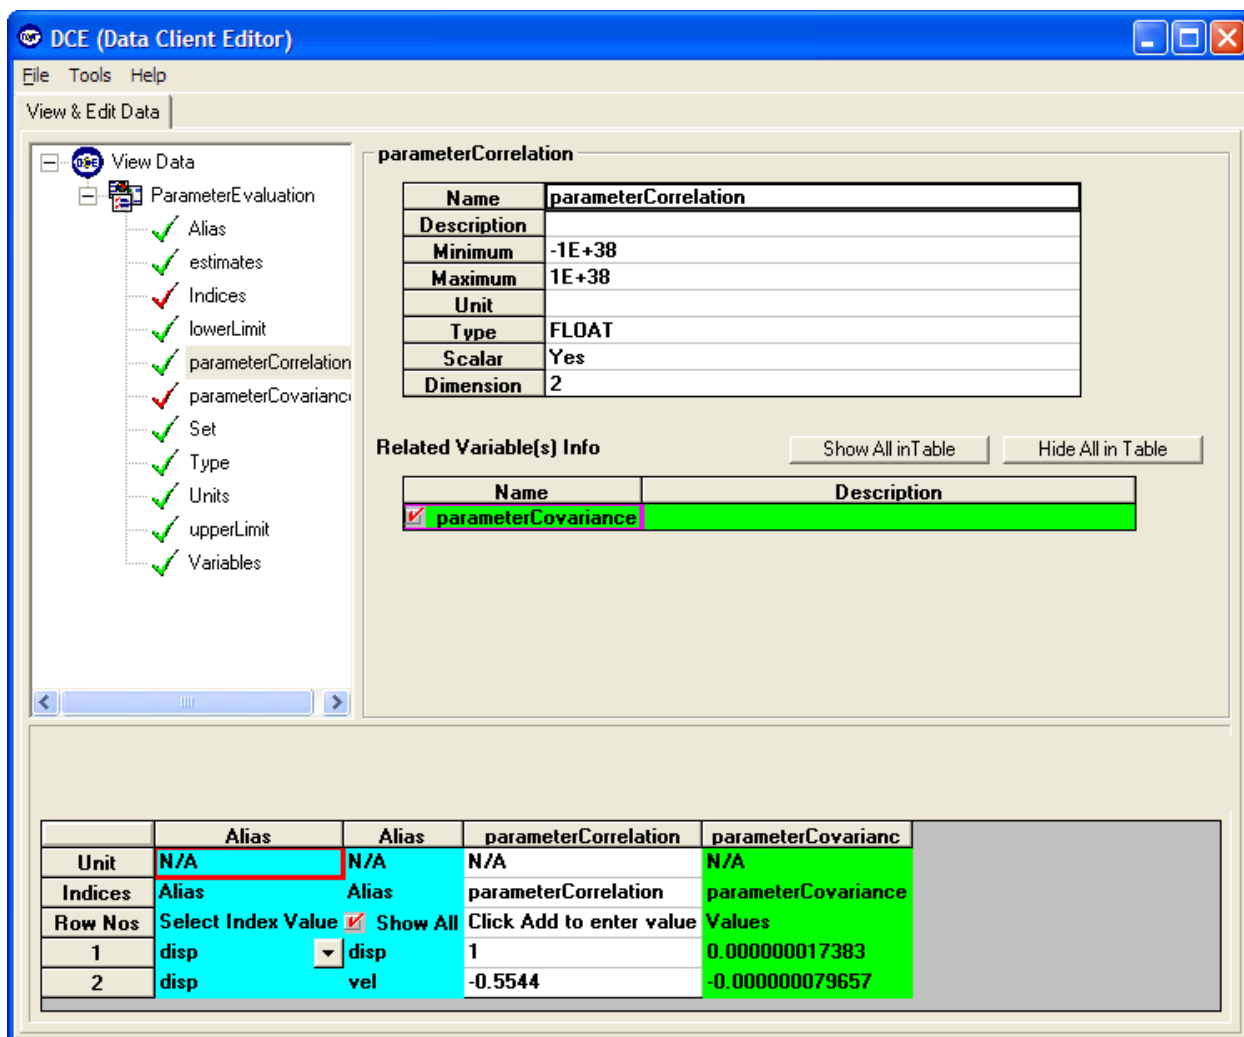 DCE (Data Client Editor)
File Tools Help
View & Edit Data
View Data
ParameterEvaluation
Alias
estimates
Indices
lowerLimit
parameterCorrelation
parameterCovarianc
Set
Type
Units
upperLimit
Variables
parameterCorrelation
Name parameterCorrelation
Description
Minimum -1E+38
Maximum 1E+38
Unit
Type FLOAT
Scalar Yes
Dimension 2
Related Variable(s) Info Show All inTable Hide All in Table
Name Description
parameterCovariance
Alias Alias parameterCorrelation parameterCovarianc
Unit N/A N/A N/A N/A
Indices Alias Alias parameterCorrelation parameterCovariance
Row Nos Select Index Value Show All Click Add to enter value Values
1 disp disp 1 0.000000017383
2 disp vel -0.5544 -0.000000079657